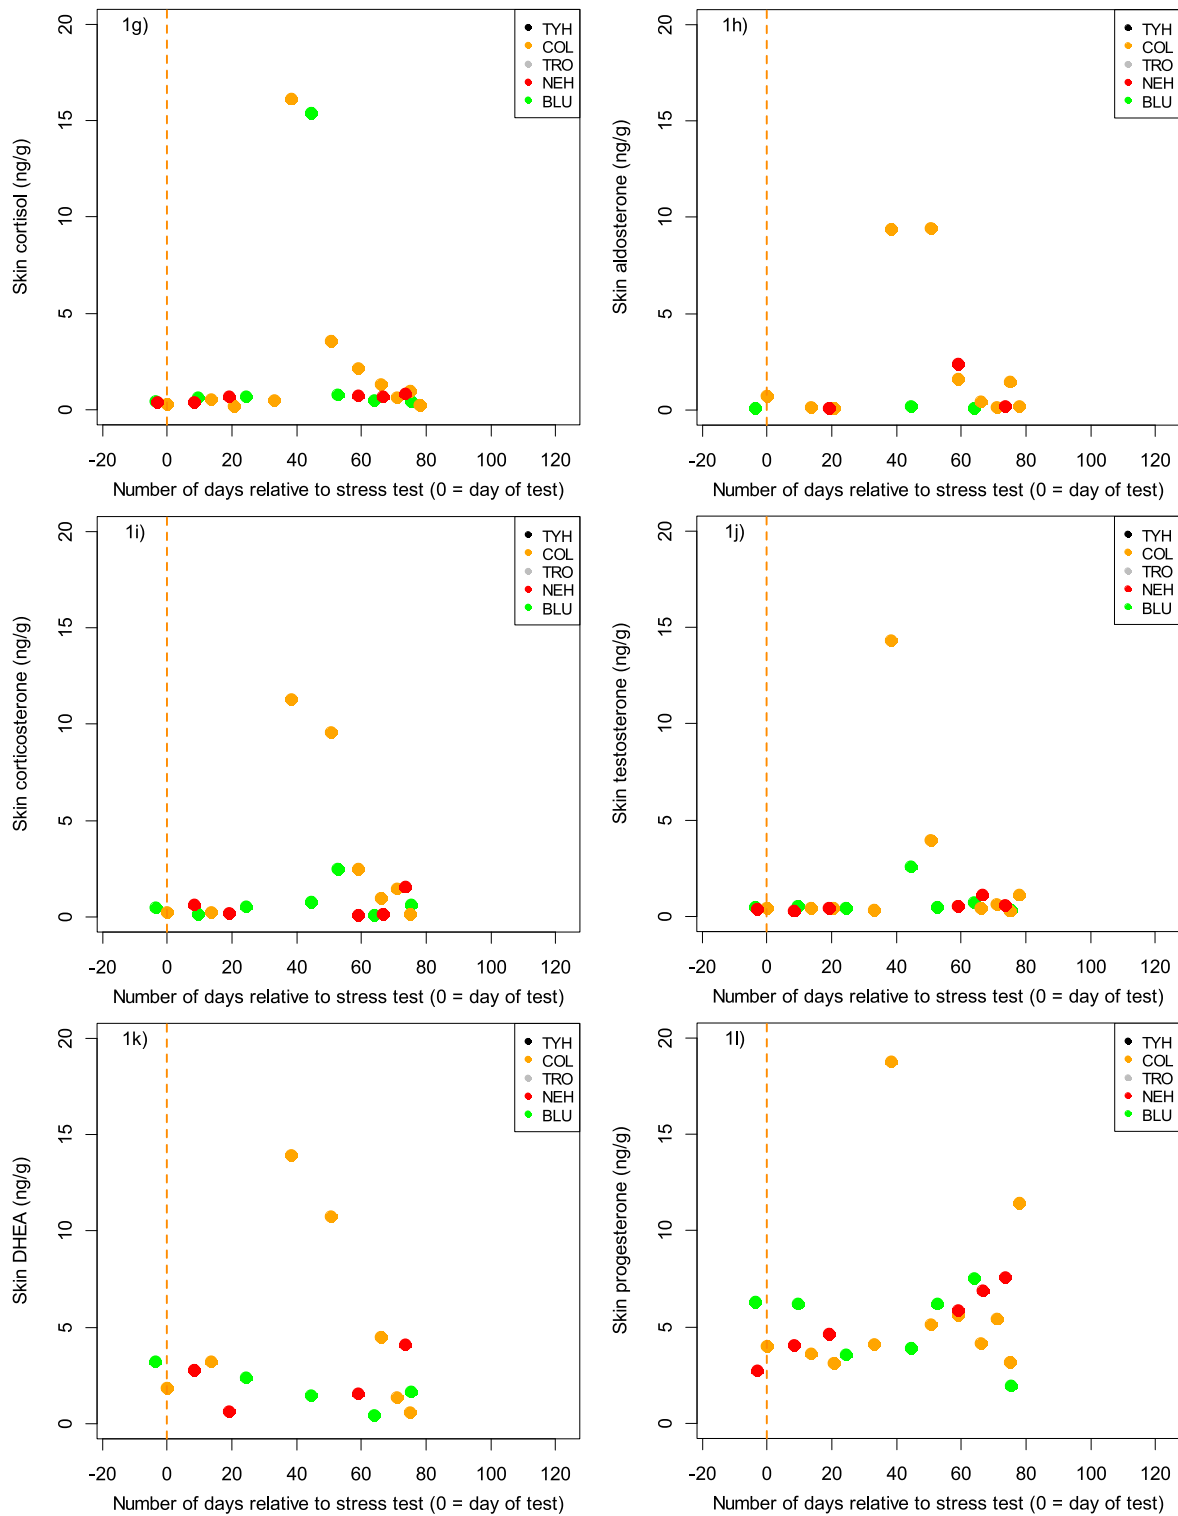 1g)
TYH
COL
TRO
NEH
BLU
Skin cortisol (ng/g)
0 5 10 15 20
-20 0 20 40 60 80 100 120
Number of days relative to stress test (0 = day of test)
1h)
TYH
COL
TRO
NEH
BLU
Skin aldosterone (ng/g)
0 5 10 15 20
-20 0 20 40 60 80 100 120
Number of days relative to stress test (0 = day of test)
1i)
TYH
COL
TRO
NEH
BLU
Skin corticosterone (ng/g)
0 5 10 15 20
-20 0 20 40 60 80 100 120
Number of days relative to stress test (0 = day of test)
1j)
TYH
COL
TRO
NEH
BLU
Skin testosterone (ng/g)
0 5 10 15 20
-20 0 20 40 60 80 100 120
Number of days relative to stress test (0 = day of test)
1k)
TYH
COL
TRO
NEH
BLU
Skin DHEA (ng/g)
0 5 10 15 20
-20 0 20 40 60 80 100 120
Number of days relative to stress test (0 = day of test)
1l)
TYH
COL
TRO
NEH
BLU
Skin progesterone (ng/g)
0 5 10 15 20
-20 0 20 40 60 80 100 120
Number of days relative to stress test (0 = day of test)